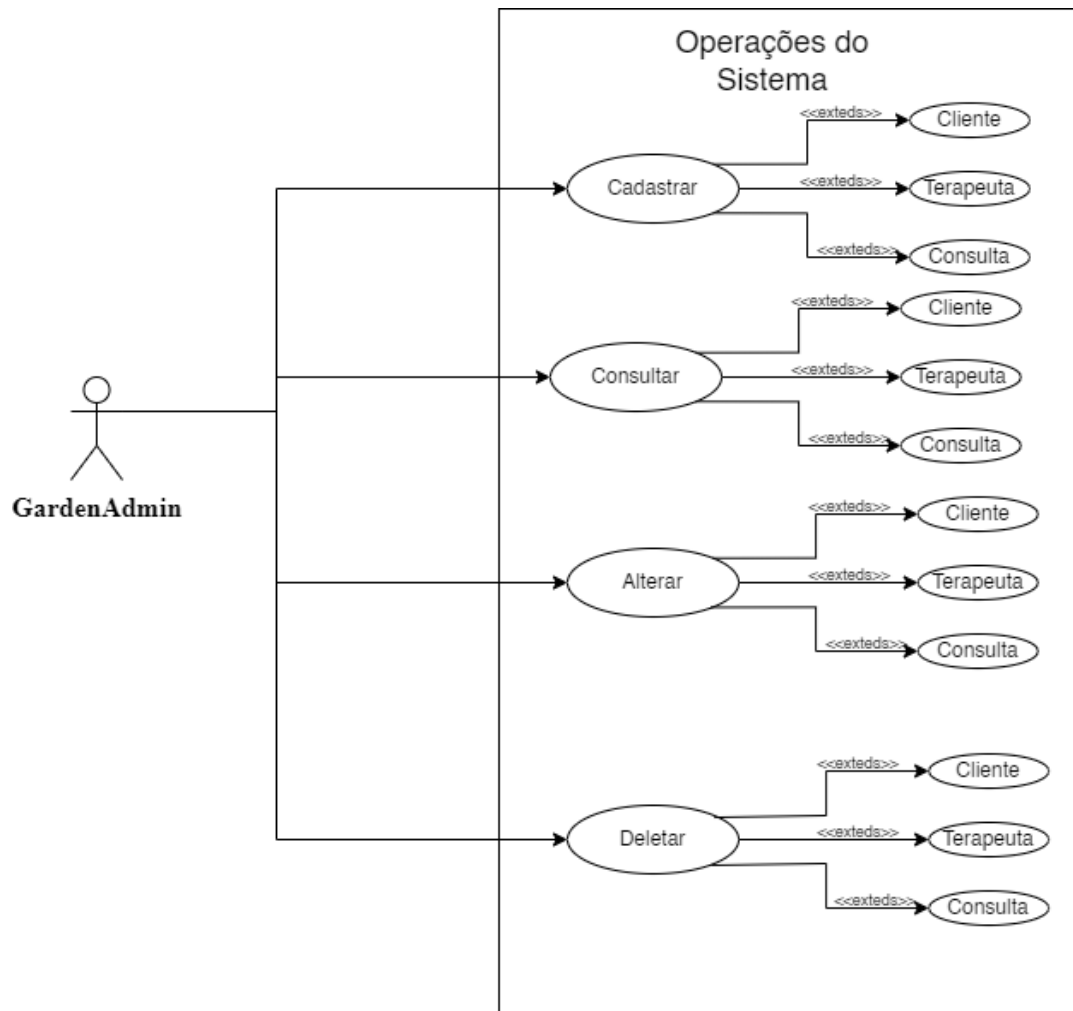 Operações do
Sistema
<<exteds>>
Cliente
Cadastrar
<<exteds>>
Terapeuta
<<exteds>>
Consulta
<<exteds>>
Cliente
Consultar
<<exteds>>
Terapeuta
<<exteds>>
Consulta
GardenAdmin
<<exteds>>
Cliente
Alterar
<<exteds>>
Terapeuta
<<exteds>>
Consulta
<<exteds>>
Cliente
Deletar
<<exteds>>
Terapeuta
<<exteds>>
Consulta